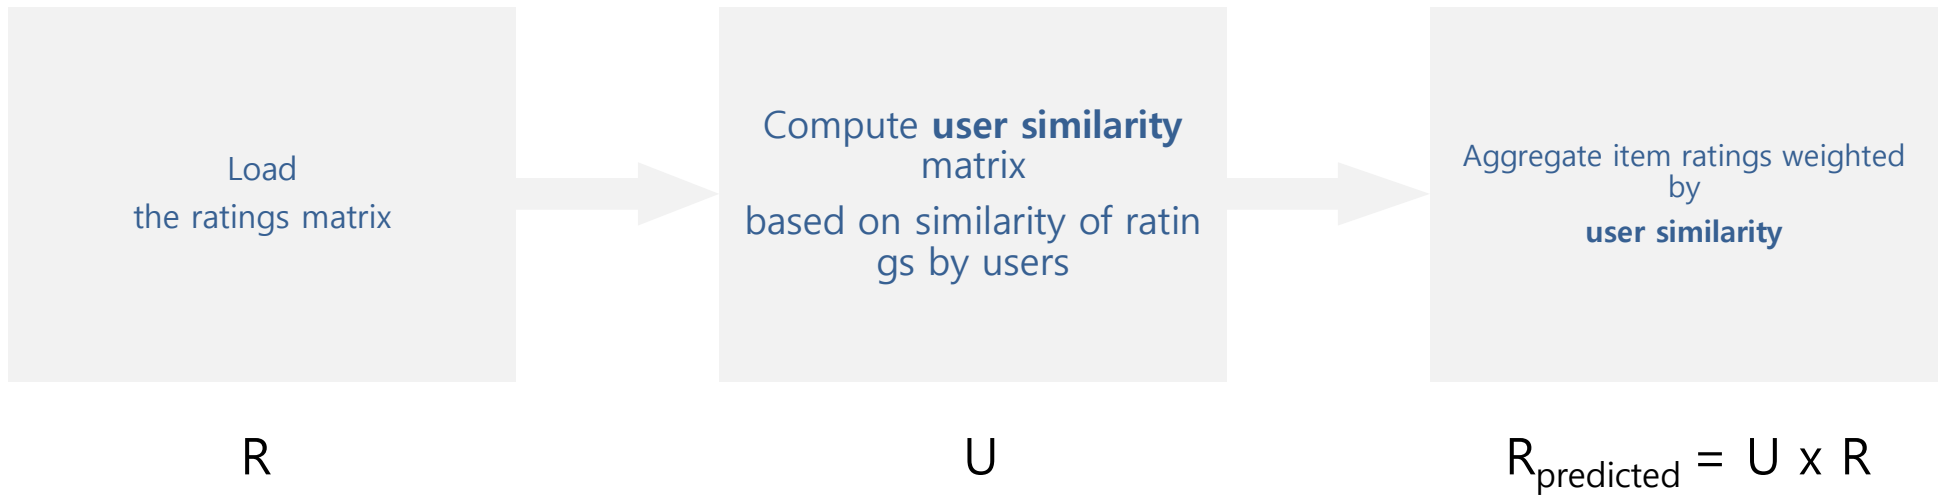 Load
the ratings matrix
Compute user similarity
matrix
based on similarity of ratin
gs by users
Aggregate item ratings weighted
by
user similarity
R
U
Rpredicted = U x R